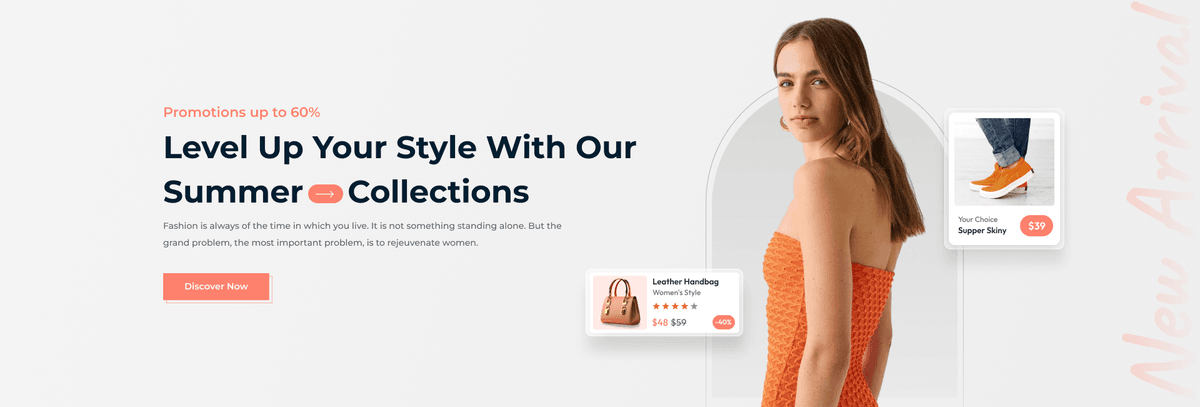 Promotions up to 60%
Level Up Your Style With Our
Summer Collections
Fashion is always of the time in which you live. It is not something standing alone. But the
grand problem, the most important problem, is to rejeuvenate women.
Discover Now
Leather Handbag
Women's Style
$48 $59
-40%
Your Choice
Supper Skiny
$39
New Arrival